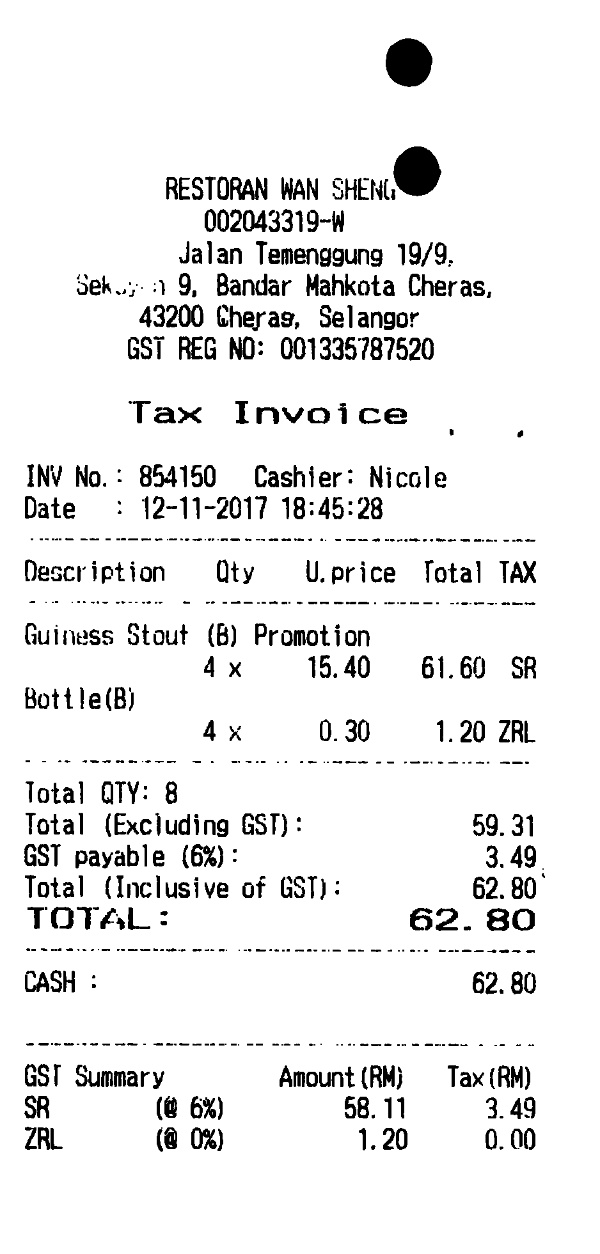 RESTORAN WAN SHENG
002043319-W
Jalan Temenggung 19/9,
9, Bandar Mahkota Cheras,
43200 Cheras, Selangor
GST REG NO: 001335787520
Tax Invoice
INV No.: 854150 Cashier: Nicole
Date : 12-11-2017 18:45:28
Description Qty U.price Total TAX
Guiness Stout (B) Promotion
4 x 15.40 61.60 SR
Bottle(B)
4 x 0.30 1.20 ZRL
Total QTY: 8
Total (Excluding GST): 59.31
GST payable (6%): 3.49
Total (Inclusive of GST): 62.80
TOTAL: 62.80
CASH : 62.80
GST Summary Amount(RM) Tax(RM)
SR (@ 6%) 58.11 3.49
ZRL (@ 0%) 1.20 0.00